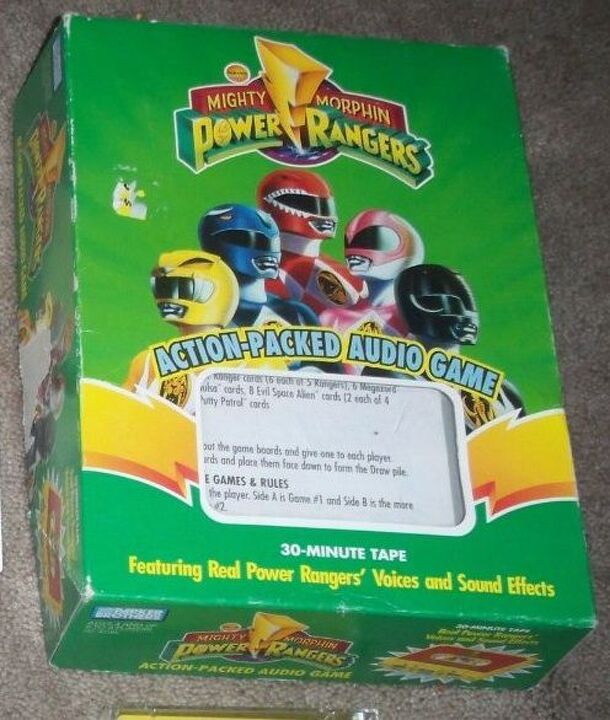 MIGHTY MORPHIN
POWER RANGERS
ACTION-PACKED AUDIO GAME
Ranger cards (6 each of 5 Rangers), 6 Megazord
cards, 8 Evil Space Alien cards (2 each of 4
Putty Patrol cards
out the game boards and give one to each player.
rds and place them face down to form the Draw pile.
E GAMES & RULES
the player. Side A is Game #1 and Side B is the more
#2.
30-MINUTE TAPE
Featuring Real Power Rangers' Voices and Sound Effects
MIGHTY MORPHIN
POWER RANGERS
ACTION-PACKED AUDIO GAME
30-MINUTE TAPE
Real Power Rangers'
Voices and Sound Effects